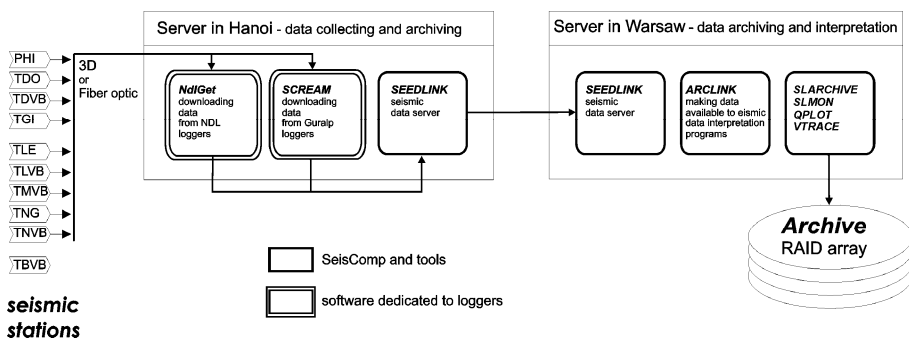 Server in Hanoi - data collecting and archiving
Server in Warsaw - data archiving and interpretation
PHI
TDO
TDVB
TGI
TLE
TLVB
TMVB
TNG
TNVB
TBVB
seismic
stations
3D
or
Fiber optic
NdlGet
downloading
data
from NDL
loggers
SCREAM
downloading
data
from Guralp
loggers
SEEDLINK
seismic
data server
SEEDLINK
seismic
data server
ARCLINK
making data
available to eismic
data interpretation
programs
SLARCHIVE
SLMON
QPLOT
VTRACE
Archive
RAID array
SeisComp and tools
software dedicated to loggers